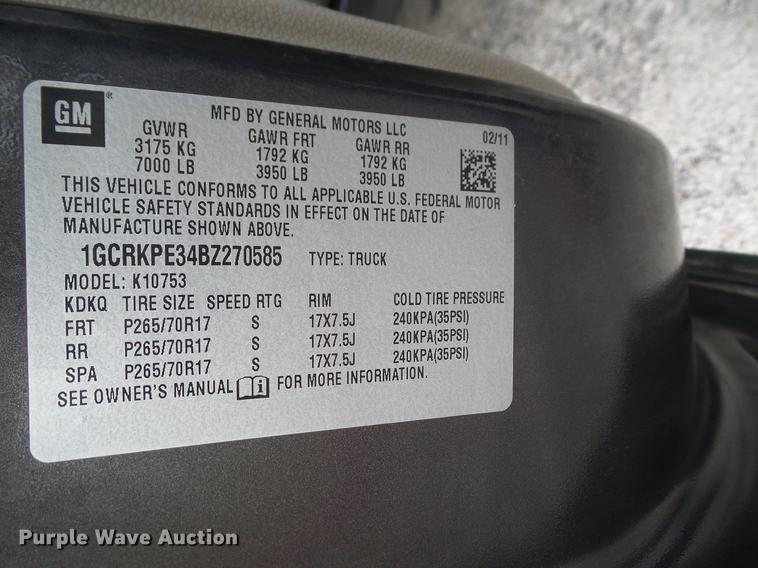 GM ®
MFD BY GENERAL MOTORS LLC
GVWR GAWR FRT GAWR RR 02/11
3175 KG 1792 KG 1792 KG
7000 LB 3950 LB 3950 LB
THIS VEHICLE CONFORMS TO ALL APPLICABLE U.S. FEDERAL MOTOR
VEHICLE SAFETY STANDARDS IN EFFECT ON THE DATE OF
MANUFACTURE SHOWN ABOVE.
1GCRKPE34BZ270585 TYPE: TRUCK
MODEL: K10753
KDKQ TIRE SIZE SPEED RTG RIM COLD TIRE PRESSURE
FRT P265/70R17 S 17X7.5J 240KPA(35PSI)
RR P265/70R17 S 17X7.5J 240KPA(35PSI)
SPA P265/70R17 S 17X7.5J 240KPA(35PSI)
SEE OWNER'S MANUAL i FOR MORE INFORMATION.
Purple Wave Auction